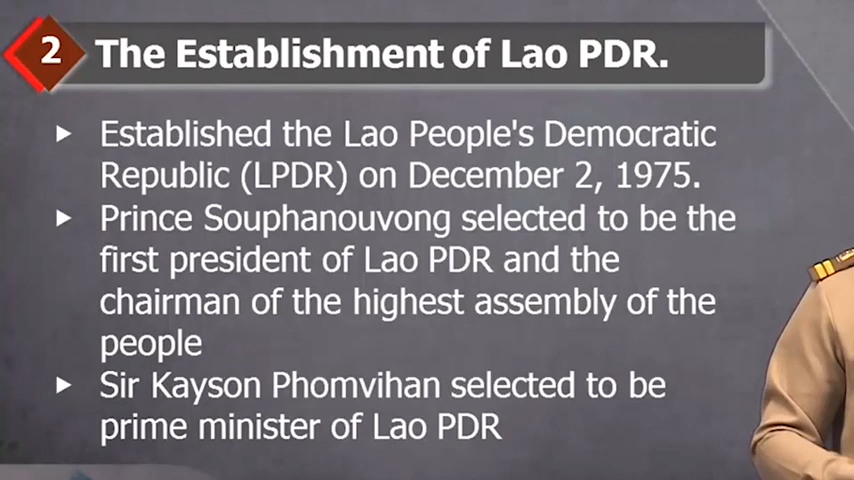 2 The Establishment of Lao PDR.
► Established the Lao People's Democratic
Republic (LPDR) on December 2, 1975.
► Prince Souphanouvong selected to be the
first president of Lao PDR and the
chairman of the highest assembly of the
people
► Sir Kayson Phomvihan selected to be
prime minister of Lao PDR